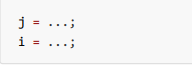 j = ...;
i = ...;